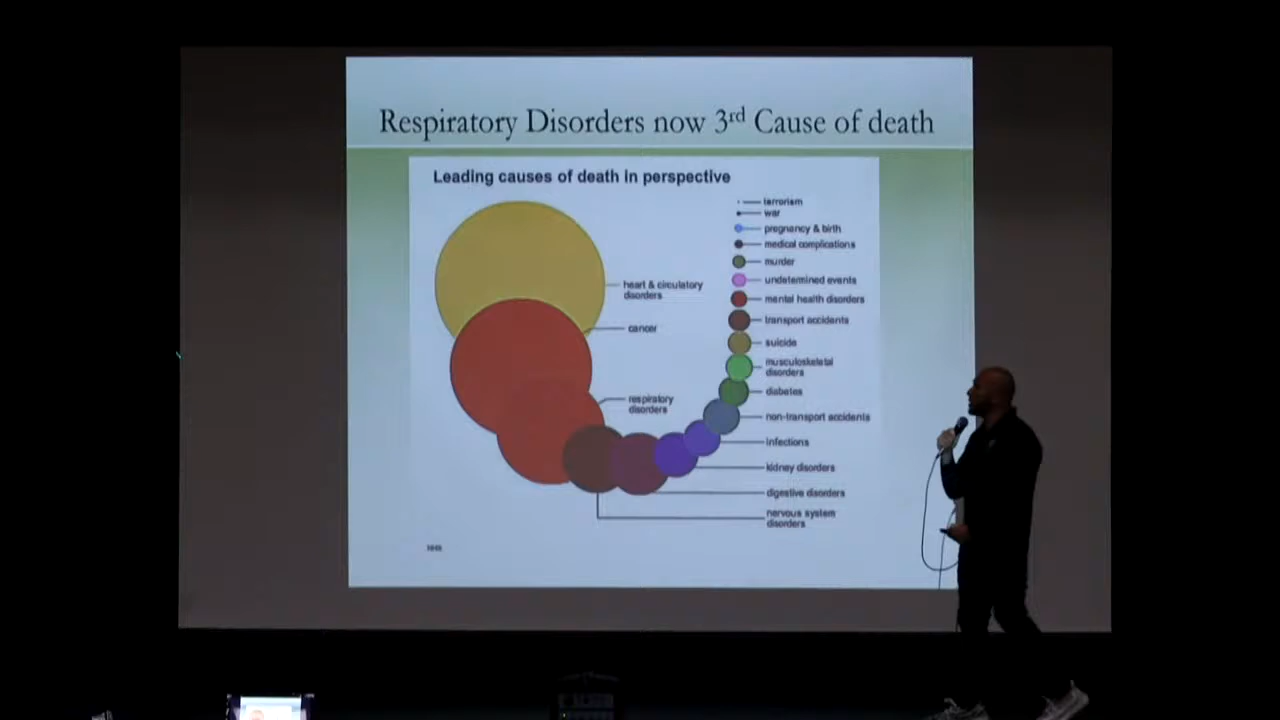 Respiratory Disorders now 3rd Cause of death
Leading causes of death in perspective
terrorism
war
pregnancy & birth
medical complications
murder
undetermined events
heart & circulatory
disorders
mental health disorders
transport accidents
cancer
suicide
musculoskeletal
disorders
diabetes
respiratory
disorders
non-transport accidents
infections
kidney disorders
digestive disorders
nervous system
disorders